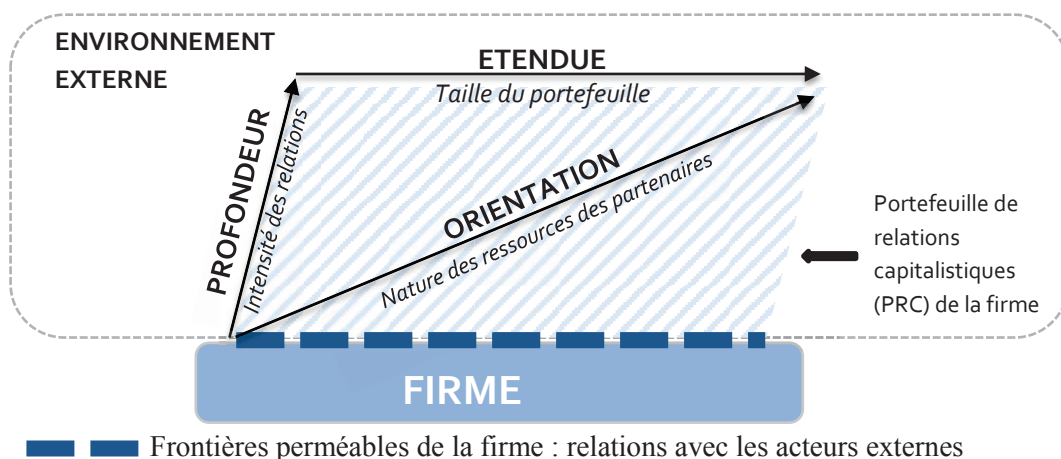 ENVIRONNEMENT
EXTERNE
ETENDUE
Taille du portefeuille
PROFONDEUR
Intensité des relations
ORIENTATION
Nature des ressources des partenaires
Portefeuille de
relations
capitalistiques
(PRC) de la firme
FIRME
Frontières perméables de la firme : relations avec les acteurs externes